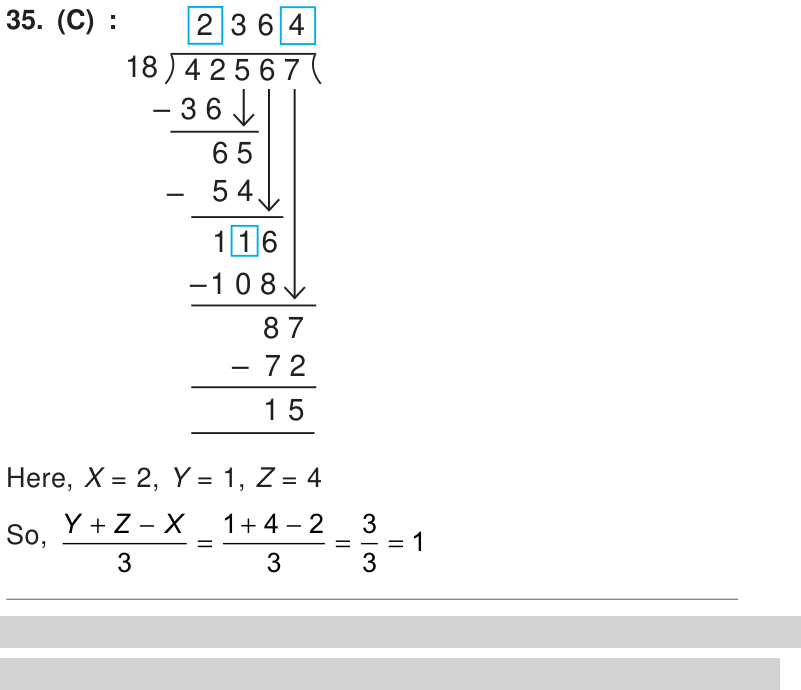 35. (C) :
2 3 6 4
18 ) 4 2 5 6 7 (
– 3 6
6 5
– 5 4
1 1 6
–1 0 8
8 7
– 7 2
1 5
Here, X = 2, Y = 1, Z = 4
So, (Y + Z – X)/3 = (1 + 4 – 2)/3 = 3/3 = 1